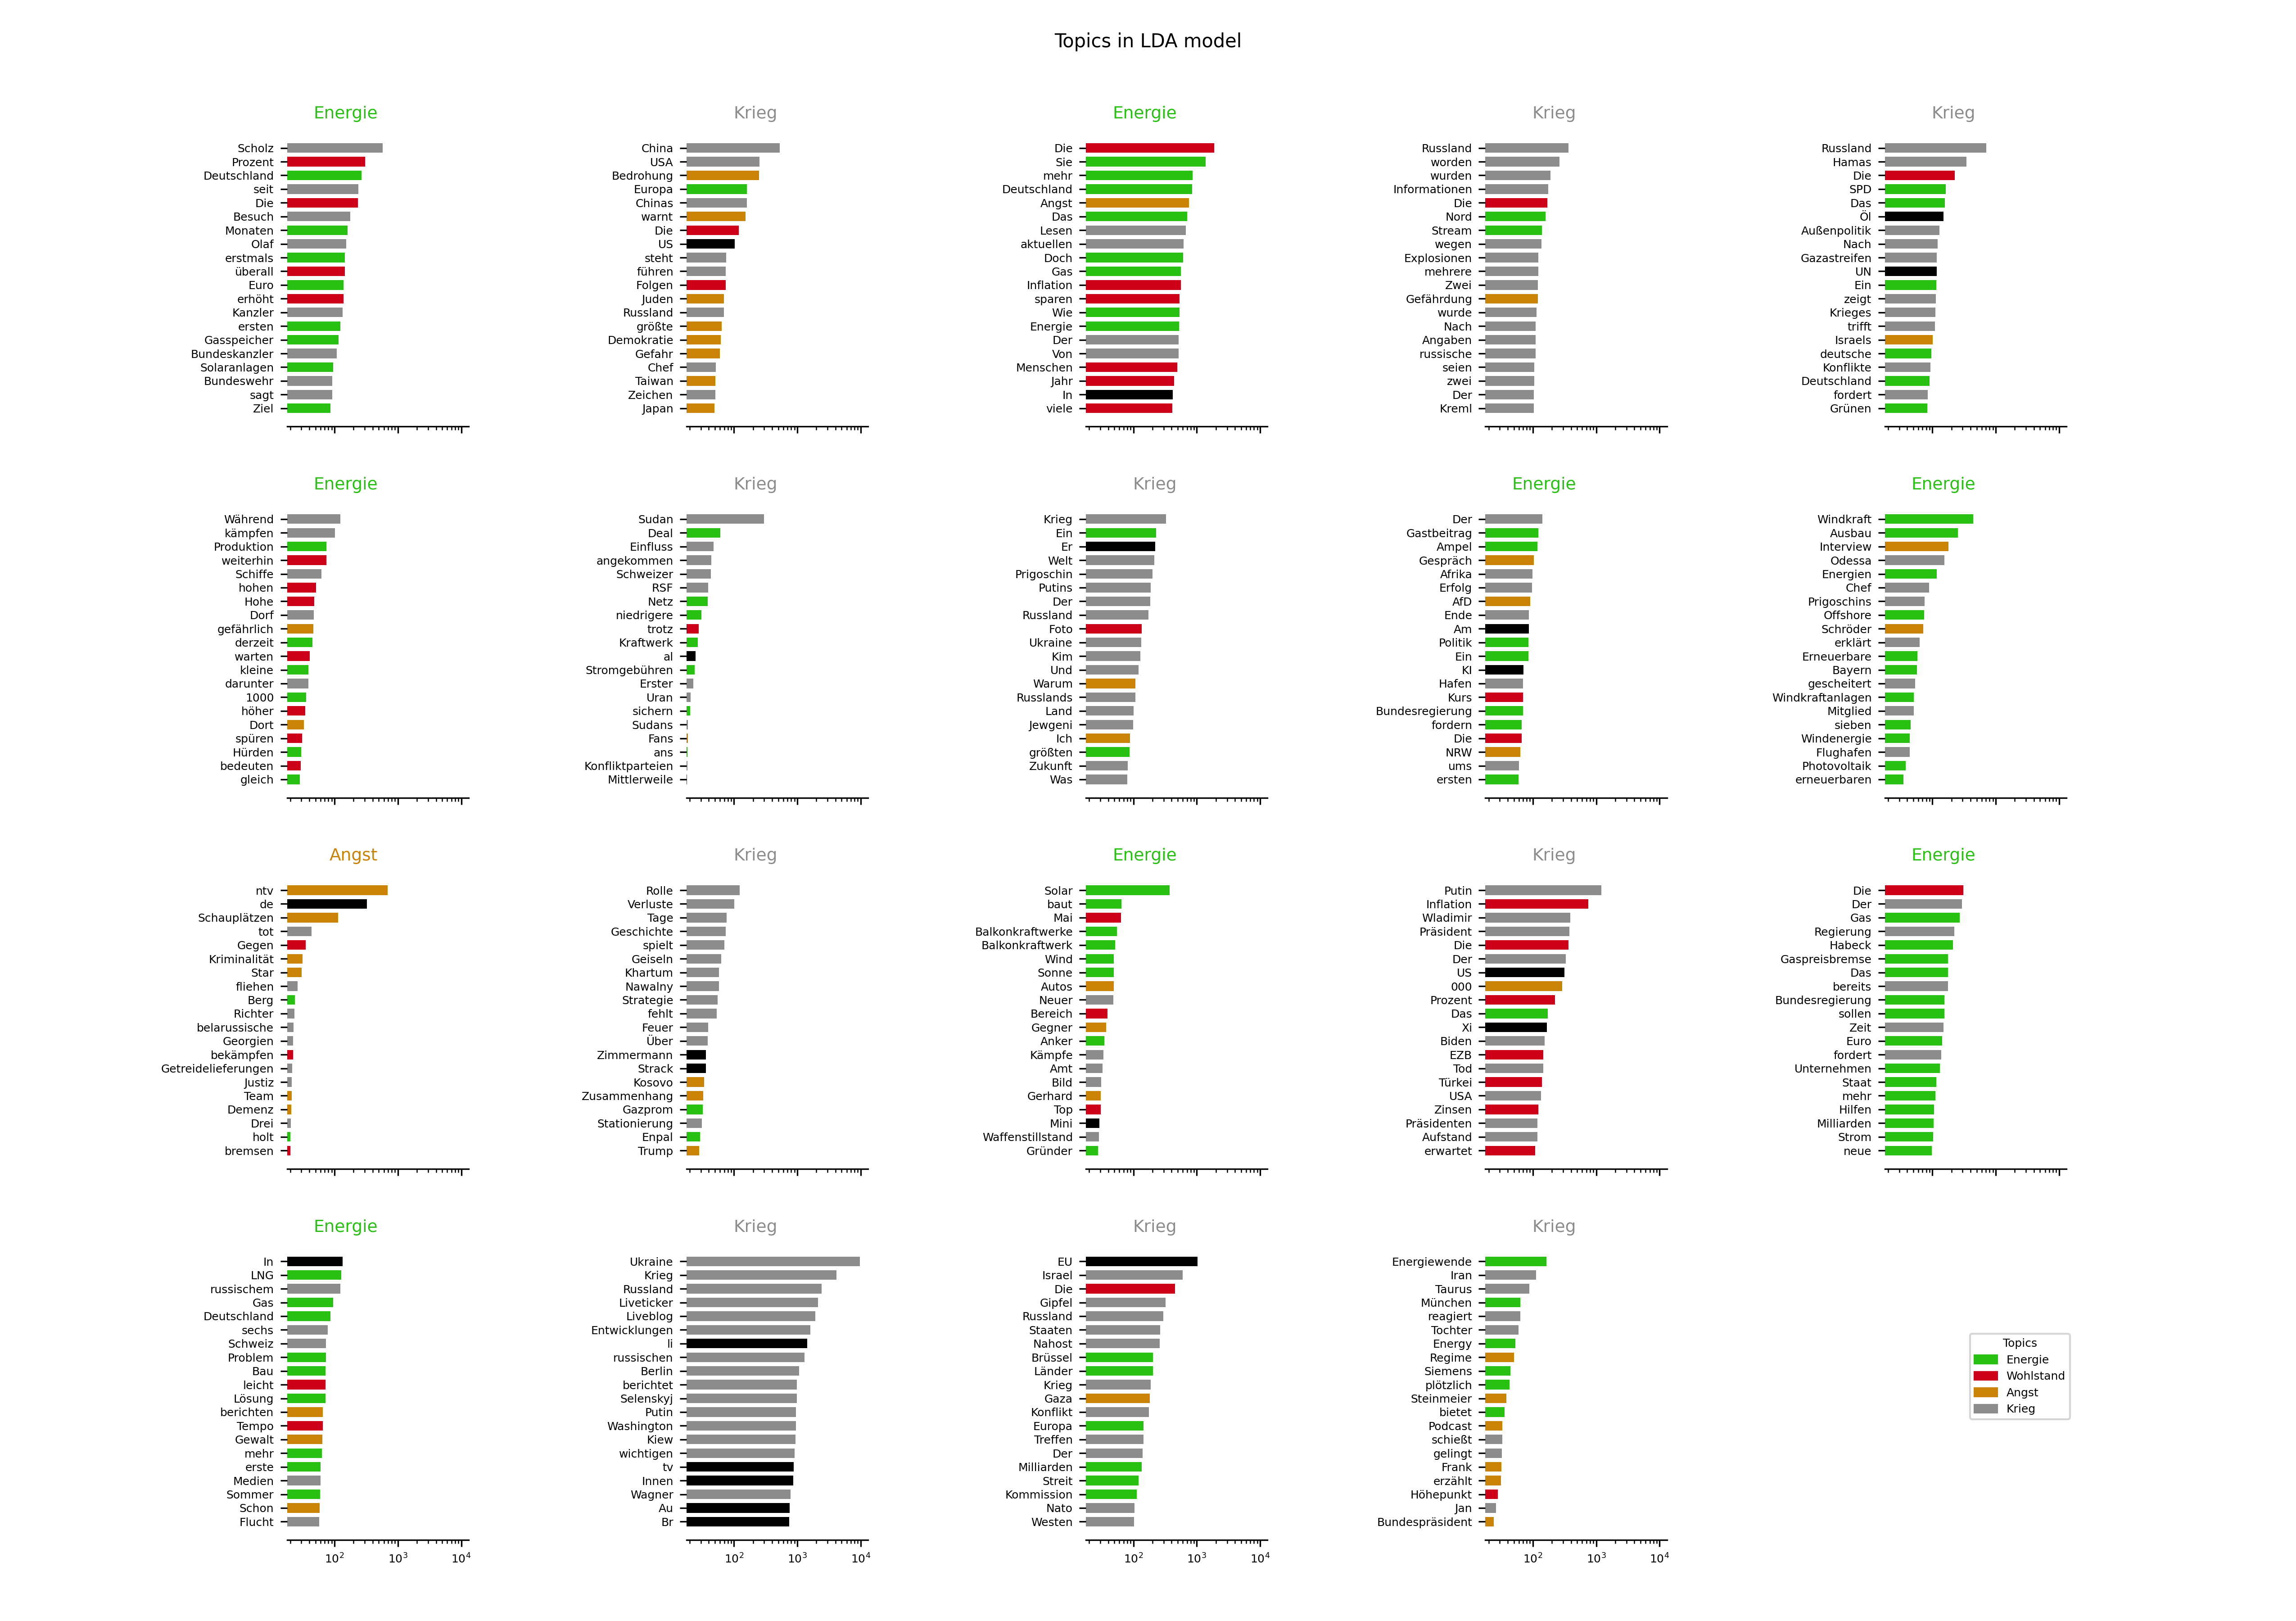 Topics in LDA model
Energie
Scholz
Prozent
Deutschland
seit
Die
Besuch
Monaten
Olaf
erstmals
überall
Euro
erhöht
Kanzler
ersten
Gasspeicher
Bundeskanzler
Solaranlagen
Bundeswehr
sagt
Ziel
Krieg
China
USA
Bedrohung
Europa
Chinas
warnt
Die
US
steht
führen
Folgen
Juden
Russland
größte
Demokratie
Gefahr
Chef
Taiwan
Zeichen
Japan
Energie
Die
Sie
mehr
Deutschland
Angst
Das
Lesen
aktuellen
Doch
Gas
Inflation
sparen
Wie
Energie
Der
Von
Menschen
Jahr
In
viele
Krieg
Russland
worden
wurden
Informationen
Die
Nord
Stream
wegen
Explosionen
mehrere
Zwei
Gefährdung
wurde
Nach
Angaben
russische
seien
zwei
Der
Kreml
Krieg
Russland
Hamas
Die
SPD
Das
Öl
Außenpolitik
Nach
Gazastreifen
UN
Ein
zeigt
Krieges
trifft
Israels
deutsche
Konflikte
Deutschland
fordert
Grünen
Energie
Während
kämpfen
Produktion
weiterhin
Schiffe
hohen
Hohe
Dorf
gefährlich
derzeit
warten
kleine
darunter
1000
höher
Dort
spüren
Hürden
bedeuten
gleich
Krieg
Sudan
Deal
Einfluss
angekommen
Schweizer
RSF
Netz
niedrigere
trotz
Kraftwerk
al
Stromgebühren
Erster
Uran
sichern
Sudans
Fans
ans
Konfliktparteien
Mittlerweile
Krieg
Krieg
Ein
Er
Welt
Prigoschin
Putins
Der
Russland
Foto
Ukraine
Kim
Und
Warum
Russlands
Land
Jewgeni
Ich
größten
Zukunft
Was
Energie
Der
Gastbeitrag
Ampel
Gespräch
Afrika
Erfolg
AfD
Ende
Am
Politik
Ein
KI
Hafen
Kurs
Bundesregierung
fordern
Die
NRW
ums
ersten
Energie
Windkraft
Ausbau
Interview
Odessa
Energien
Chef
Prigoschins
Offshore
Schröder
erklärt
Erneuerbare
Bayern
gescheitert
Windkraftanlagen
Mitglied
sieben
Windenergie
Flughafen
Photovoltaik
erneuerbaren
Angst
ntv
de
Schauplätzen
tot
Gegen
Kriminalität
Star
fliehen
Berg
Richter
belarussische
Georgien
bekämpfen
Getreidelieferungen
Justiz
Team
Demenz
Drei
holt
bremsen
Krieg
Rolle
Verluste
Tage
Geschichte
spielt
Geiseln
Khartum
Nawalny
Strategie
fehlt
Feuer
Über
Zimmermann
Strack
Kosovo
Zusammenhang
Gazprom
Stationierung
Enpal
Trump
Energie
Solar
baut
Mai
Balkonkraftwerke
Balkonkraftwerk
Wind
Sonne
Autos
Neuer
Bereich
Gegner
Anker
Kämpfe
Amt
Bild
Gerhard
Top
Mini
Waffenstillstand
Gründer
Krieg
Putin
Inflation
Wladimir
Präsident
Die
Der
US
000
Prozent
Das
Xi
Biden
EZB
Tod
Türkei
USA
Zinsen
Präsidenten
Aufstand
erwartet
Energie
Die
Der
Gas
Regierung
Habeck
Gaspreisbremse
Das
bereits
Bundesregierung
sollen
Zeit
Euro
fordert
Unternehmen
Staat
mehr
Hilfen
Milliarden
Strom
neue
Energie
In
LNG
russischem
Gas
Deutschland
sechs
Schweiz
Problem
Bau
leicht
Lösung
berichten
Tempo
Gewalt
mehr
erste
Medien
Sommer
Schon
Flucht
10² 10³ 10⁴
Krieg
Ukraine
Krieg
Russland
Liveticker
Liveblog
Entwicklungen
li
russischen
Berlin
berichtet
Selenskyj
Putin
Washington
Kiew
wichtigen
tv
Innen
Wagner
Au
Br
10² 10³ 10⁴
Krieg
EU
Israel
Die
Gipfel
Russland
Staaten
Nahost
Brüssel
Länder
Krieg
Gaza
Konflikt
Europa
Treffen
Der
Milliarden
Streit
Kommission
Nato
Westen
10² 10³ 10⁴
Krieg
Energiewende
Iran
Taurus
München
reagiert
Tochter
Energy
Regime
Siemens
plötzlich
Steinmeier
bietet
Podcast
schießt
gelingt
Frank
erzählt
Höhepunkt
Jan
Bundespräsident
10² 10³ 10⁴
Topics
Energie
Wohlstand
Angst
Krieg